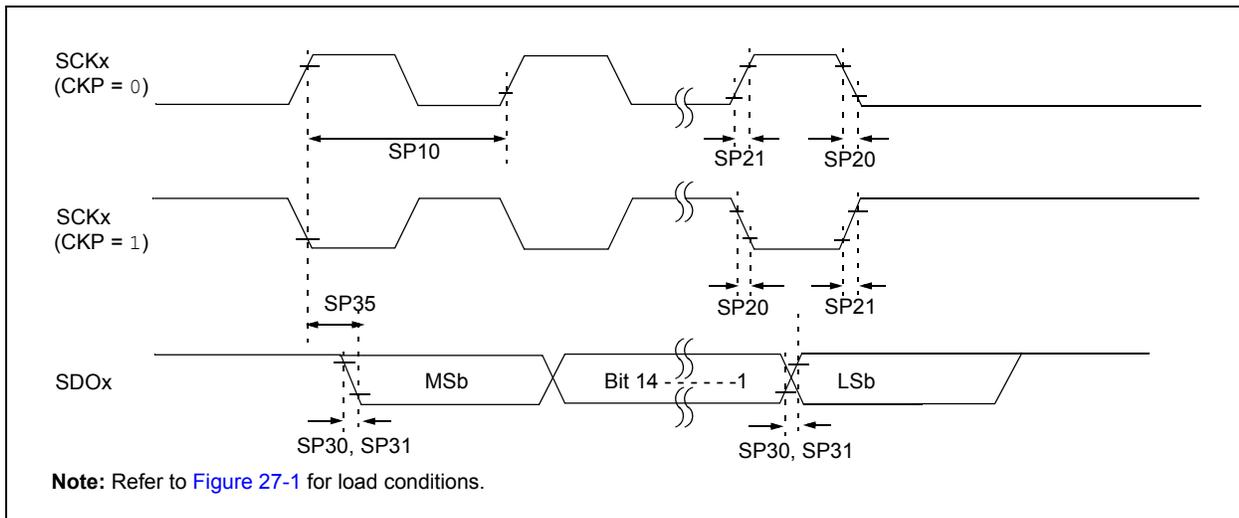 SCKx
(CKP = 0)
SP10
SP21
SP20
SCKx
(CKP = 1)
SP20
SP21
SP35
SDOx
MSb
Bit 14 - - - - - -1
LSb
SP30, SP31
SP30, SP31
Note: Refer to Figure 27-1 for load conditions.